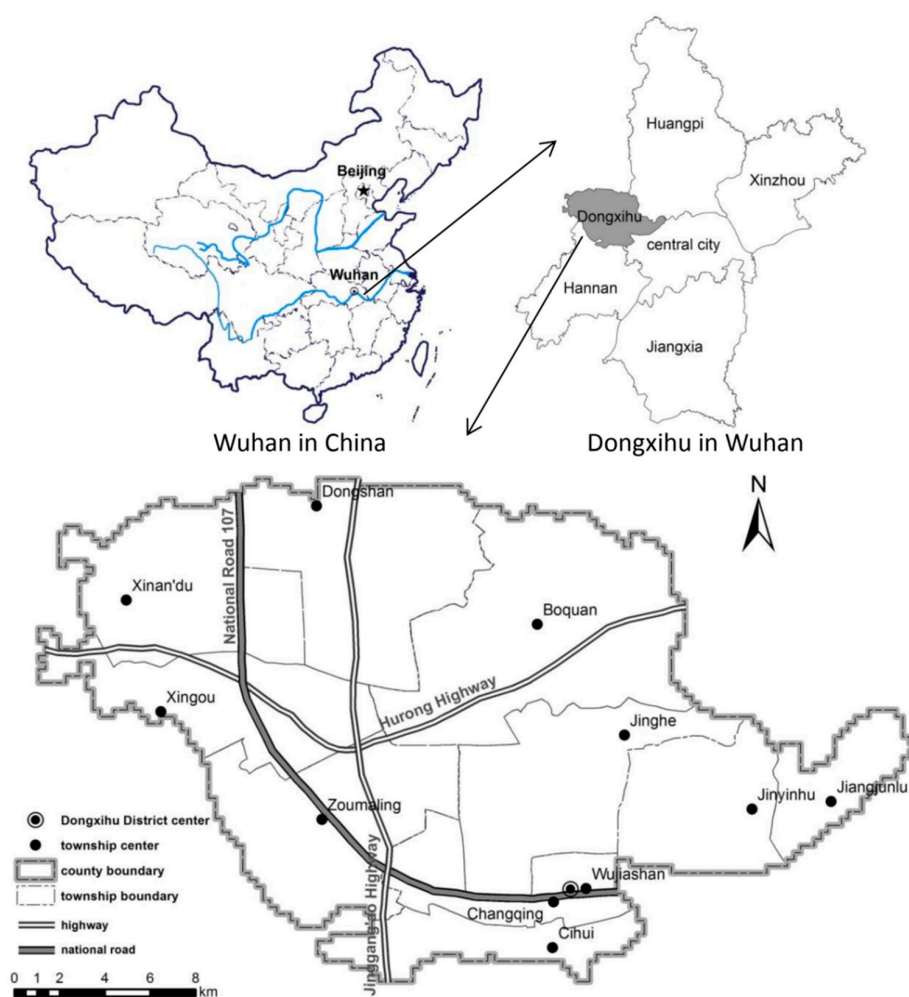 Beijing
Wuhan
Wuhan in China
Huangpi
Xinzhou
Dongxihu
central city
Hannan
Jiangxia
Dongxihu in Wuhan
N
Dongshan
National Road 107
Xinan'du
Boquan
Xingou
Hurong Highway
Jinghe
Zoumaling
Jinyinhu
Jiangjunlu
Jinggang'ao Highway
Wujiashan
Changqing
Cihui
Dongxihu District center
township center
county boundary
township boundary
highway
national road
0 1 2 4 6 8
km